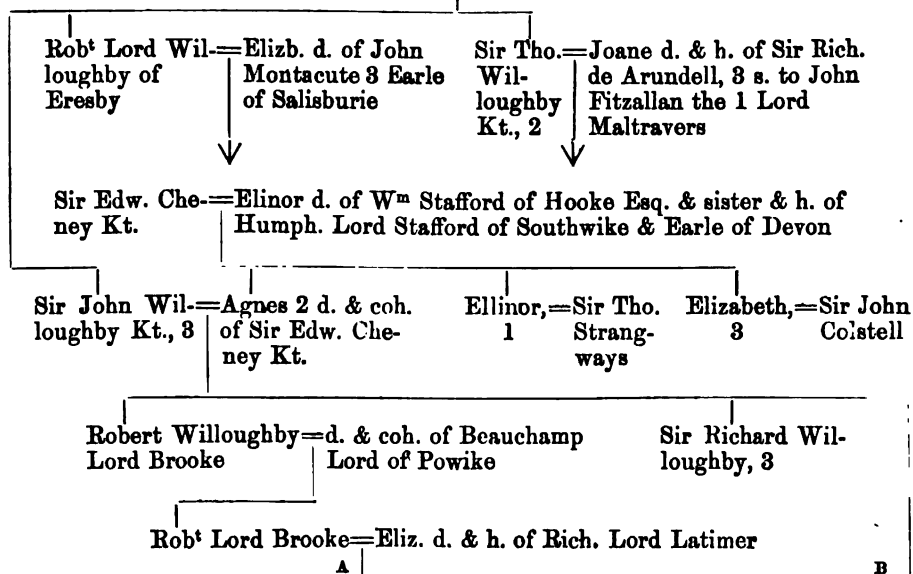 Robᵗ Lord Wil-=Elizb. d. of John
loughby of Montacute 3 Earle
Eresby of Salisburie
Sir Tho.=Joane d. & h. of Sir Rich.
Wil- de Arundell, 3 s. to John
loughby Fitzallan the 1 Lord
Kt., 2 Maltravers
Sir Edw. Che-=Elinor d. of Wᵐ Stafford of Hooke Esq. & sister & h. of
ney Kt. Humph. Lord Stafford of Southwike & Earle of Devon
Sir John Wil-=Agnes 2 d. & coh.
loughby Kt., 3 of Sir Edw. Che-
ney Kt.
Ellinor,=Sir Tho.
1 Strang-
ways
Elizabeth,=Sir John
3 Colstell
Robert Willoughby=d. & coh. of Beauchamp
Lord Brooke Lord of Powike
Sir Richard Wil-
loughby, 3
Robᵗ Lord Brooke=Eliz. d. & h. of Rich. Lord Latimer
A B